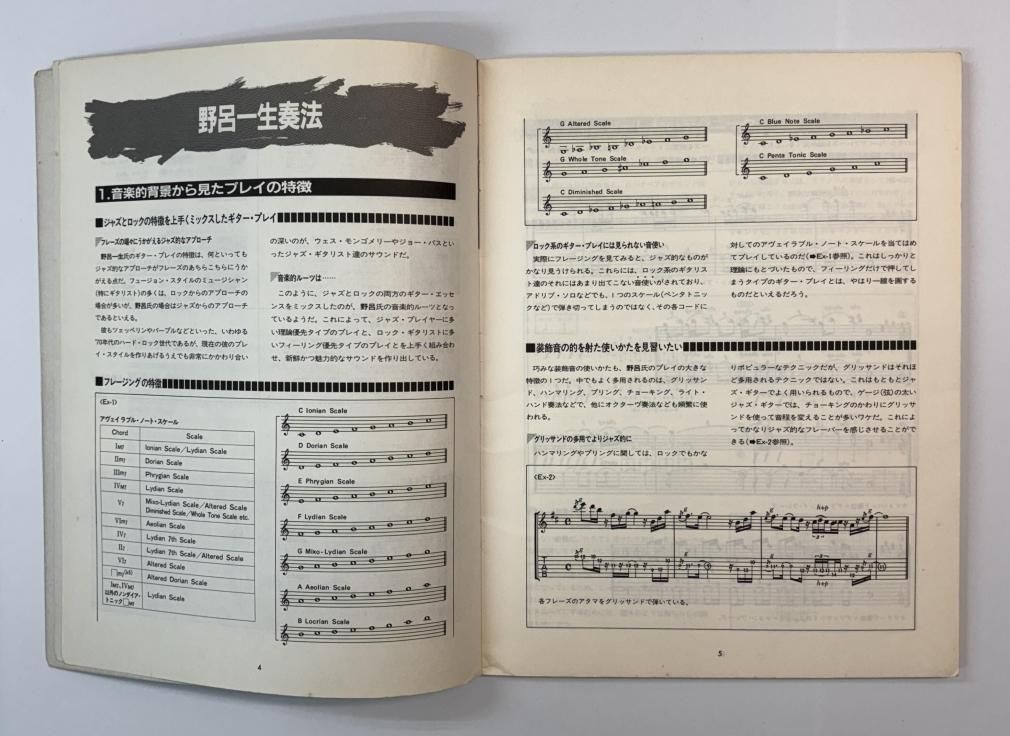 野呂一生奏法
1.音楽的背景から見たプレイの特徴
■ジャズとロックの特徴を上手くミックスしたギター・プレイ
フレーズの端々にうかがえるジャズ的なアプローチ
野呂一生氏のギター・プレイの特徴は、何といっても
ジャズ的なアプローチがフレーズのあちらこちらにうか
がえる点だ。フュージョン・スタイルのミュージシャン
(特にギタリスト)の多くは、ロックからのアプローチの
場合が多いが、野呂氏の場合はジャズからのアプローチ
であるといえる。
彼もツェッペリンやパープルなどといった、いわゆる
'70年代のハード・ロック世代であるが、現在の彼のプレ
イ・スタイルを作りあげるうえでも非常にかかわり合い
の深いのが、ウェス・モンゴメリーやジョー・パスとい
ったジャズ・ギタリスト達のサウンドだ。
音楽的ルーツは……
このように、ジャズとロックの両方のギター・エッセ
ンスをミックスしたのが、野呂氏の音楽的ルーツとなっ
ているようだ。これによって、ジャズ・プレイヤーに多
い理論優先タイプのプレイと、ロック・ギタリストに多
いフィーリング優先タイプのプレイとを上手く組み合わ
せ、新鮮かつ魅力的なサウンドを作り出している。
■フレージングの特徴
〈Ex-1〉
アヴェイラブル・ノート・スケール
Chord Scale
IM7 Ionian Scale／Lydian Scale
IIm7 Dorian Scale
IIIm7 Phrygian Scale
IVM7 Lydian Scale
V7 Mixo-Lydian Scale／Altered Scale
Diminished Scale／Whole Tone Scale etc.
VIm7 Aeolian Scale
IV7 Lydian 7th Scale
II7 Lydian 7th Scale／Altered Scale
VI7 Altered Scale
□m7(♭5) Altered Dorian Scale
IM7、IVM7
以外のノンダイア・
トニック□M7 Lydian Scale
C Ionian Scale
D Dorian Scale
E Phrygian Scale
F Lydian Scale
G Mixo-Lydian Scale
A Aeolian Scale
B Locrian Scale
4
G Altered Scale
G Whole Tone Scale
C Diminished Scale
C Blue Note Scale
C Penta Tonic Scale
ロック系のギター・プレイには見られない音使い
実際にフレージングを見てみると、ジャズ的なものが
かなり見うけられる。これらには、ロック系のギタリス
ト達のそれにはあまり出てこない音使いがされており、
アドリブ・ソロなどでも、1つのスケール(ペンタトニッ
クなど)で弾き切ってしまうのではなく、その各コードに
対してのアヴェイラブル・ノート・スケールを当てはめ
てプレイしているのだ(➡Ex-1参照)。これはしっかりと
理論にもとづいたもので、フィーリングだけで押してし
まうタイプのギター・プレイとは、やはり一線を画する
ものだといえるだろう。
■装飾音の的を射た使いかたを見習いたい
巧みな装飾音の使いかたも、野呂氏のプレイの大きな
特徴の1つだ。中でもよく多用されるのは、グリッサン
ド、ハンマリング、プリング、チョーキング、ライト・
ハンド奏法などで、他にオクターヴ奏法なども頻繁に使
われる。
グリッサンドの多用でよりジャズ的に
ハンマリングやプリングに関しては、ロックでもかな
りポピュラーなテクニックだが、グリッサンドはそれほ
ど多用されるテクニックではない。これはもともとジャ
ズ・ギターでよく用いられるもので、ゲージ(弦)の太い
ジャズ・ギターでは、チョーキングのかわりにグリッサ
ンドを使って音程を変えることが多いワケだ。これによ
ってかなりジャズ的なフレーバーを感じさせることがで
きる(➡Ex-2参照)。
〈Ex-2〉
h+p
h+p
T
A
B
h+p
h+p
各フレーズのアタマをグリッサンドで弾いている。
5